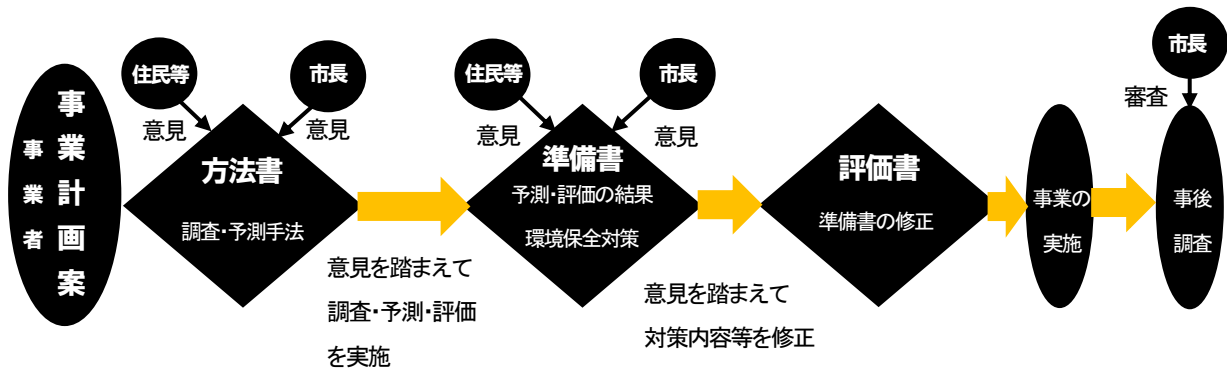 事業計画案
事業者
住民等
意見
市長
意見
方法書
調査・予測手法
意見を踏まえて
調査・予測・評価
を実施
住民等
意見
市長
意見
準備書
予測・評価の結果
環境保全対策
意見を踏まえて
対策内容等を修正
評価書
準備書の修正
事業の
実施
市長
審査
事後
調査